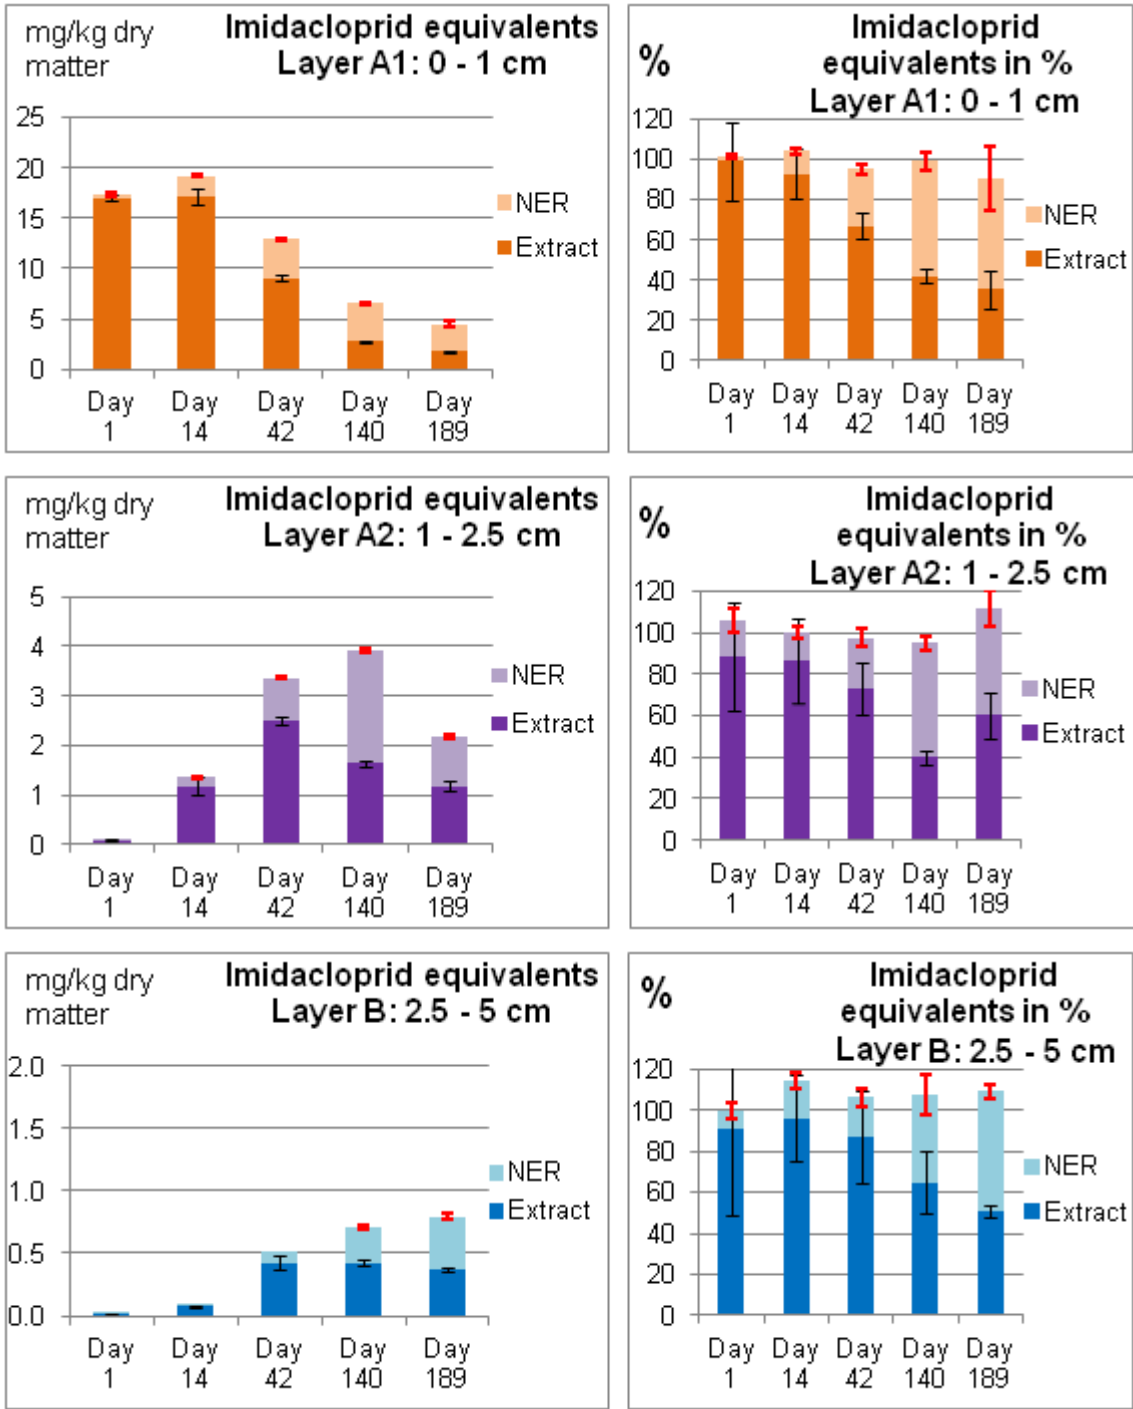 mg/kg dry
matter
Imidacloprid equivalents
Layer A1: 0 - 1 cm
25
20
15
10
5
0
Day
1
Day
14
Day
42
Day
140
Day
189
NER
Extract
%
Imidacloprid
equivalents in %
Layer A1: 0 - 1 cm
120
100
80
60
40
20
0
Day
1
Day
14
Day
42
Day
140
Day
189
NER
Extract
mg/kg dry
matter
Imidacloprid equivalents
Layer A2: 1 - 2.5 cm
5
4
3
2
1
0
Day
1
Day
14
Day
42
Day
140
Day
189
NER
Extract
%
Imidacloprid
equivalents in %
Layer A2: 1 - 2.5 cm
120
100
80
60
40
20
0
Day
1
Day
14
Day
42
Day
140
Day
189
NER
Extract
mg/kg dry
matter
Imidacloprid equivalents
Layer B: 2.5 - 5 cm
2.0
1.5
1.0
0.5
0.0
Day
1
Day
14
Day
42
Day
140
Day
189
NER
Extract
%
Imidacloprid
equivalents in %
Layer B: 2.5 - 5 cm
120
100
80
60
40
20
0
Day
1
Day
14
Day
42
Day
140
Day
189
NER
Extract